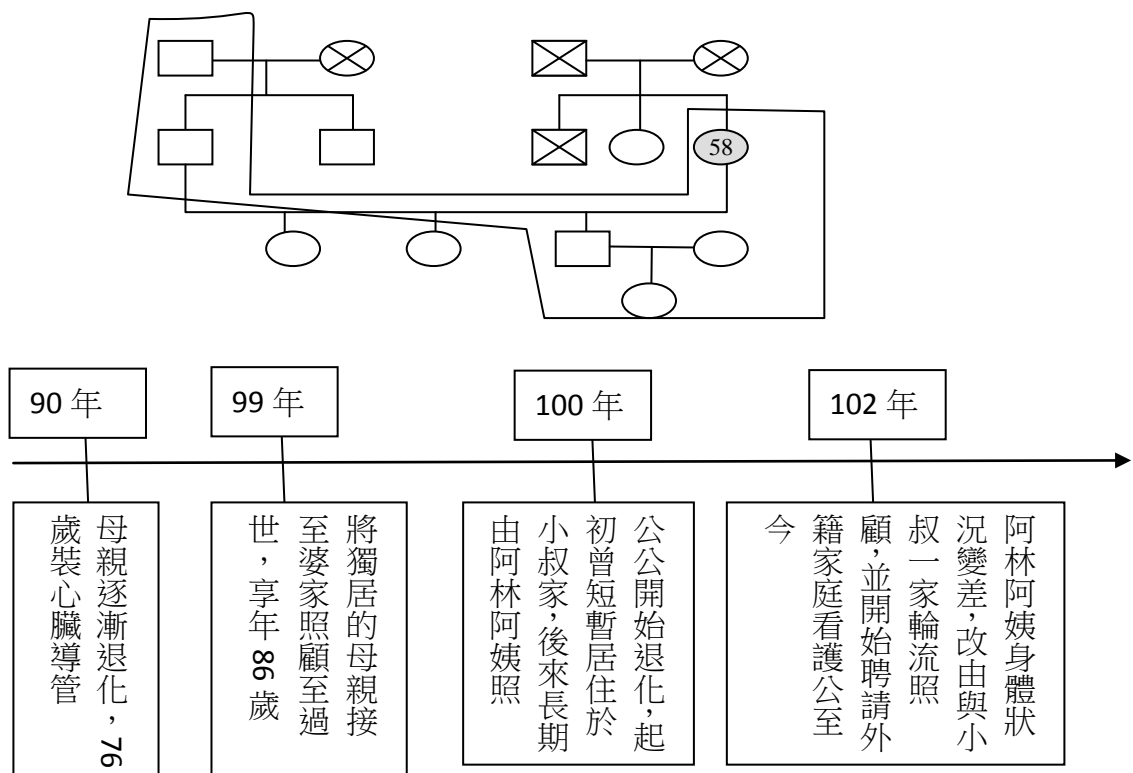 58
90 年
99 年
100 年
102 年
母親逐漸退化，76
歲裝心臟導管
將獨居的母親接
至婆家照顧至過
世，享年 86 歲
公公開始退化，起
初曾短暫居住於
小叔家，後來長期
由阿林阿姨照
阿林阿姨身體狀
況變差，改由與小
叔一家輪流照
顧，並開始聘請外
籍家庭看護公至
今